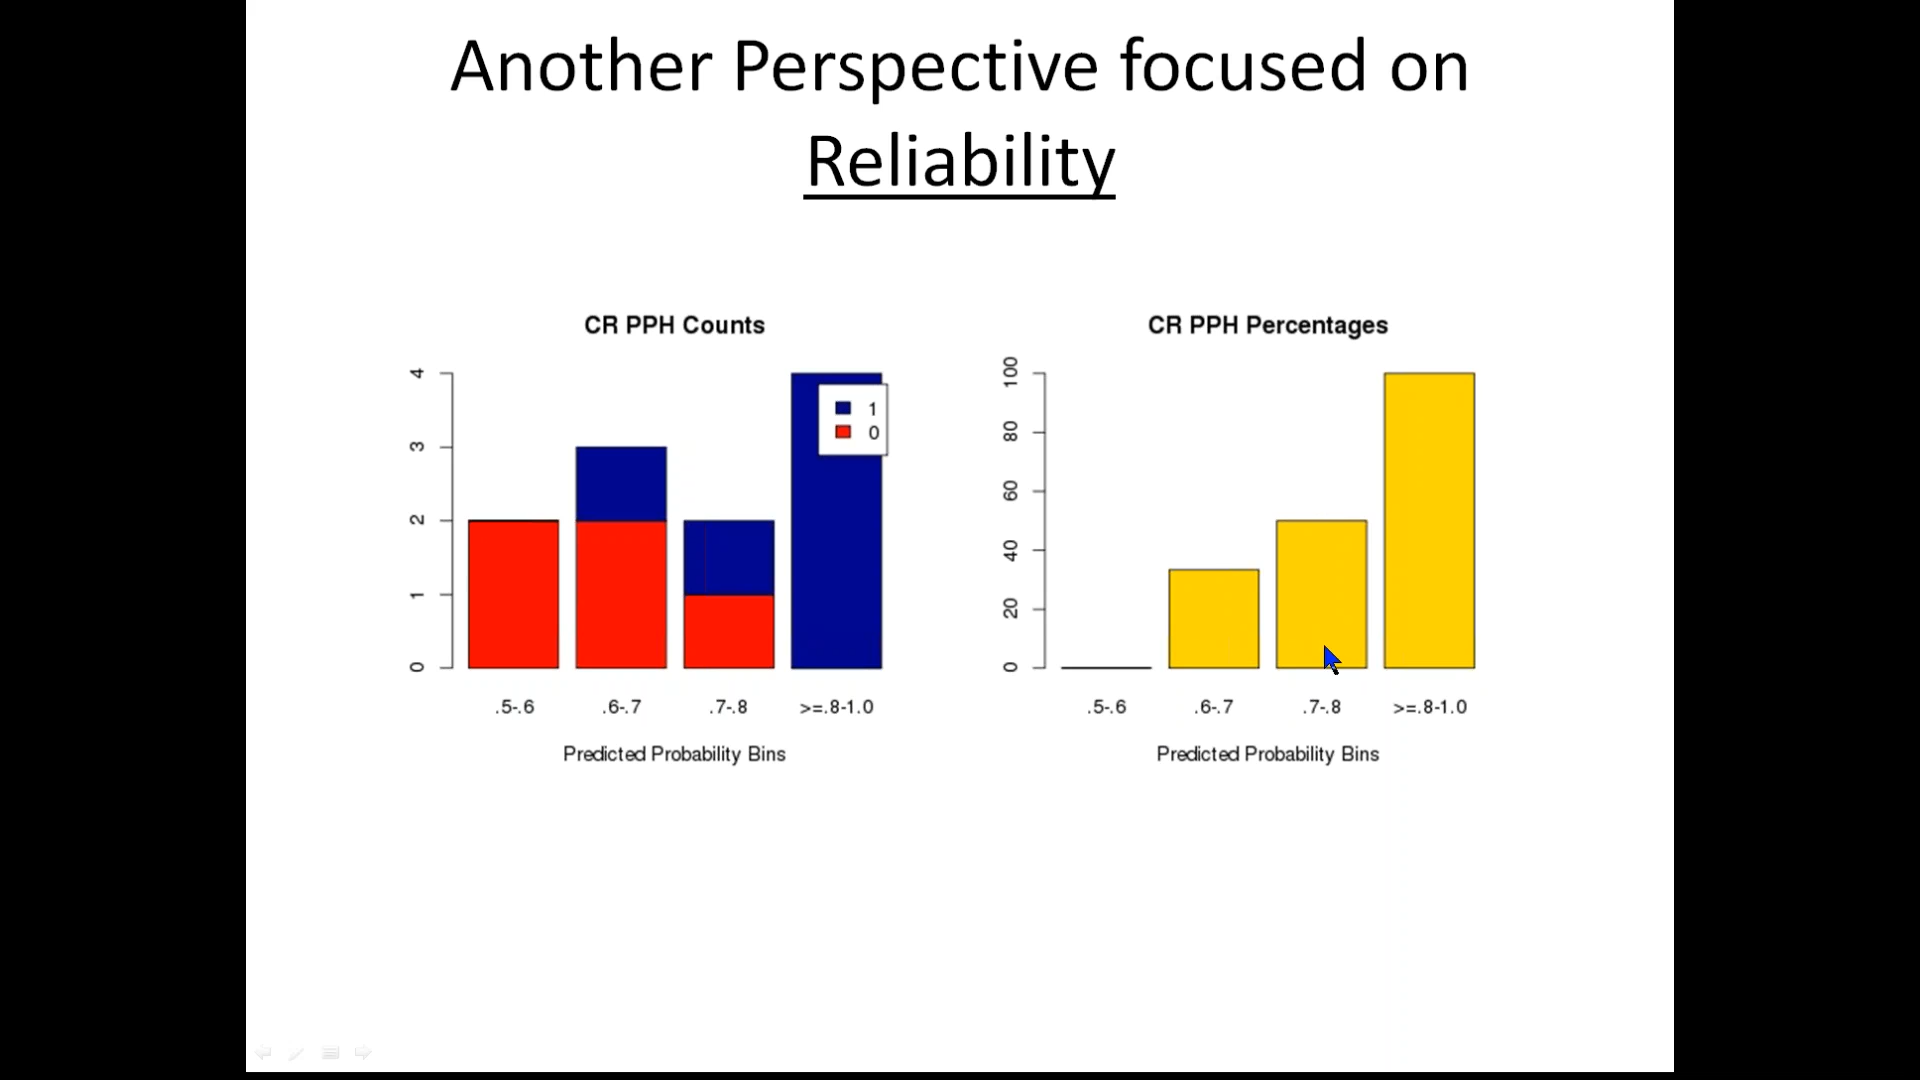 Another Perspective focused on
Reliability
CR PPH Counts
4
3
2
1
0
1
0
.5-.6 .6-.7 .7-.8 >=.8-1.0
Predicted Probability Bins
CR PPH Percentages
100
80
60
40
20
0
.5-.6 .6-.7 .7-.8 >=.8-1.0
Predicted Probability Bins